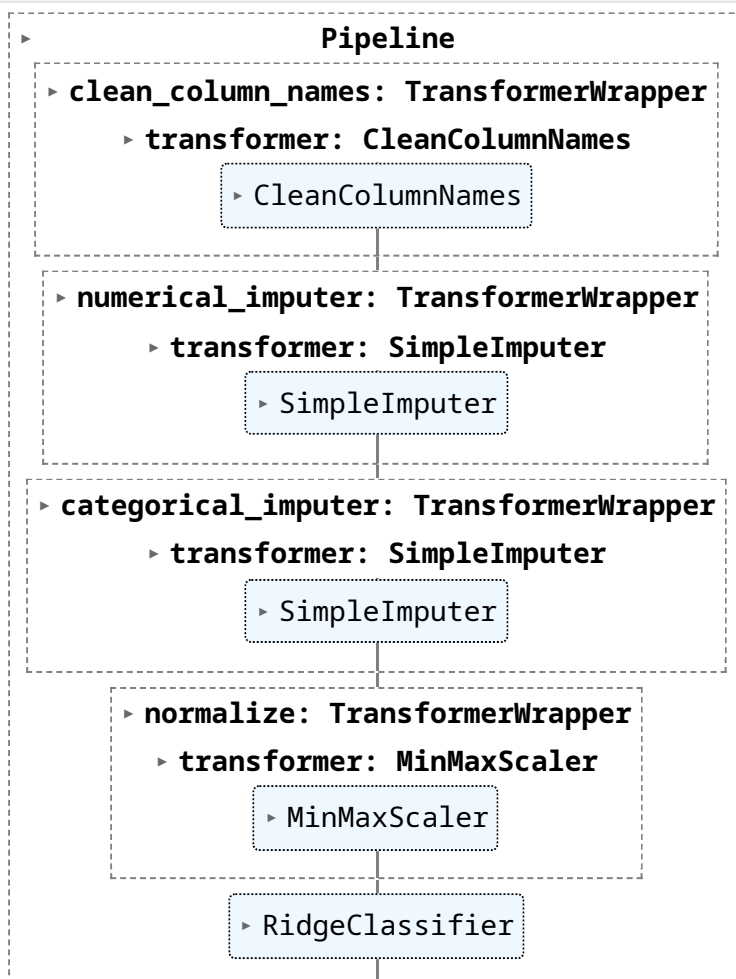 Pipeline
clean_column_names: TransformerWrapper
transformer: CleanColumnNames
CleanColumnNames
numerical_imputer: TransformerWrapper
transformer: SimpleImputer
SimpleImputer
categorical_imputer: TransformerWrapper
transformer: SimpleImputer
SimpleImputer
normalize: TransformerWrapper
transformer: MinMaxScaler
MinMaxScaler
RidgeClassifier